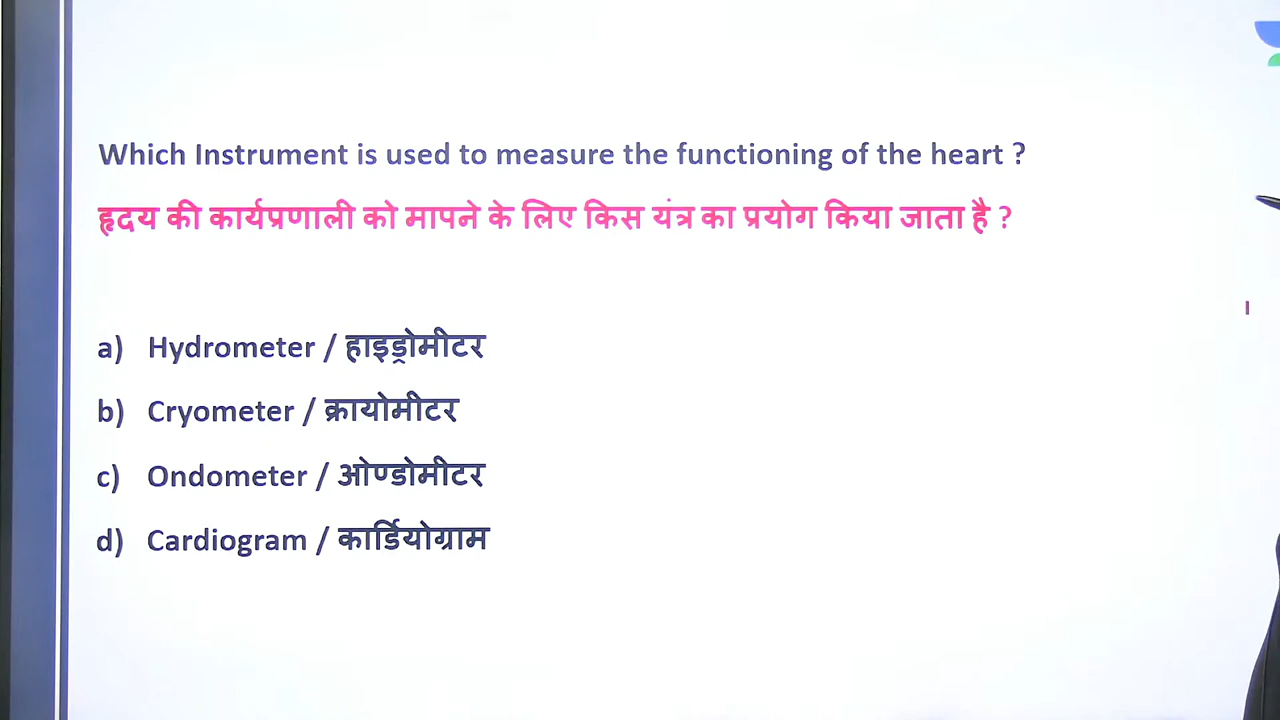 Which Instrument is used to measure the functioning of the heart ?
हृदय की कार्यप्रणाली को मापने के लिए किस यंत्र का प्रयोग किया जाता है ?
a) Hydrometer / हाइड्रोमीटर
b) Cryometer / क्रायोमीटर
c) Ondometer / ओण्डोमीटर
d) Cardiogram / कार्डियोग्राम